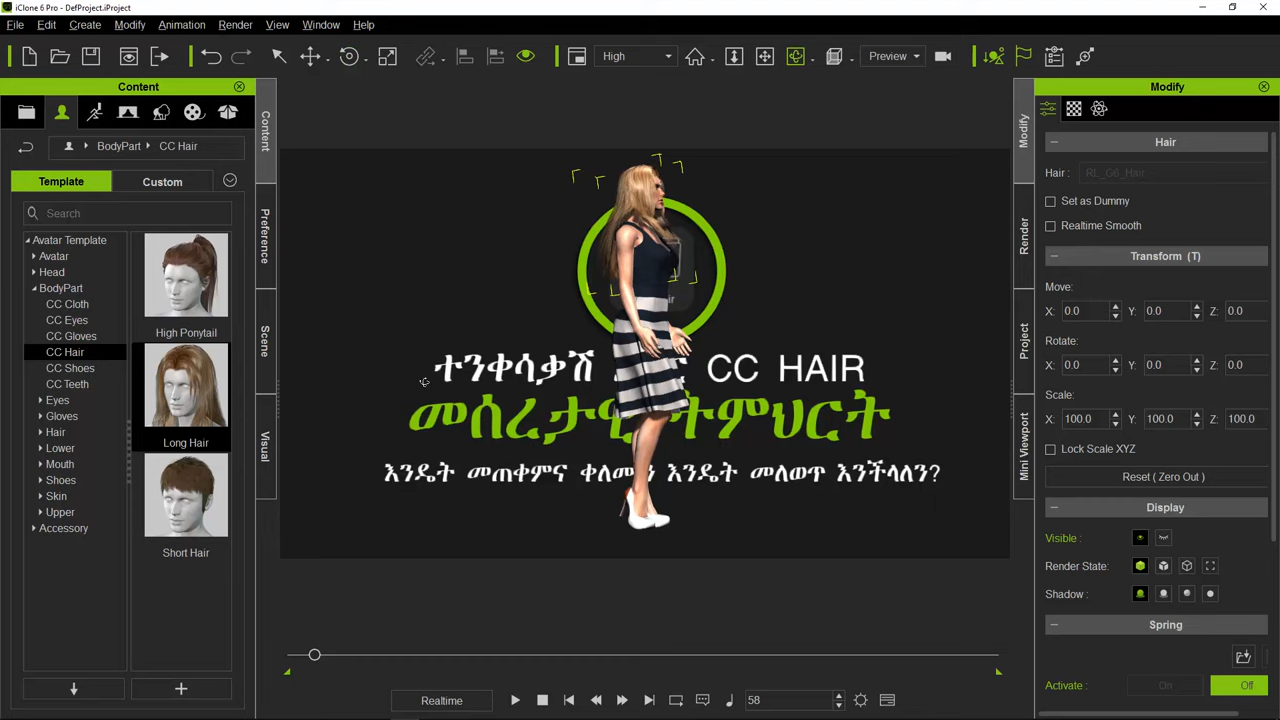 iClone 6 Pro - DefProject.iProject
File Edit Create Modify Animation Render View Window Help
High Preview
Content
Modify
BodyPart CC Hair
Template Custom
Search
Avatar Template
Avatar
Head
BodyPart
CC Cloth
CC Eyes
CC Gloves
CC Hair
CC Shoes
CC Teeth
Eyes
Gloves
Hair
Lower
Mouth
Shoes
Skin
Upper
Accessory
High Ponytail
Long Hair
Short Hair
Content
Preference
Scene
Visual
ተንቀሳቃሽ CC HAIR
እንዴት መጠቀምና እንዴት መለወጥ እንችላለን?
Realtime
58
Modify
Render
Project
Mini Viewport
Hair
Hair : RL_G6_Hair
Set as Dummy
Realtime Smooth
Transform (T)
Move:
X: 0.0 Y: 0.0 Z: 0.0
Rotate:
X: 0.0 Y: 0.0 Z: 0.0
Scale:
X: 100.0 Y: 100.0 Z: 100.0
Lock Scale XYZ
Reset ( Zero Out )
Display
Visible :
Render State:
Shadow :
Spring
Activate : On Off